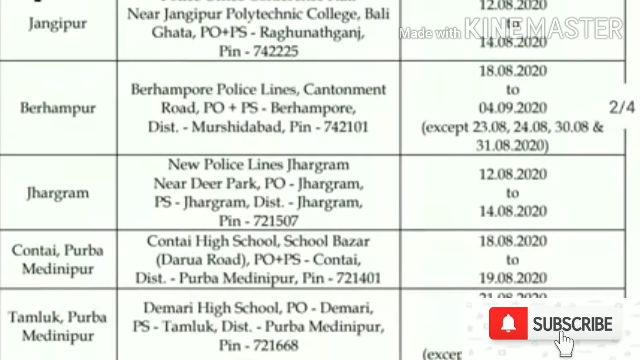 12.08.2020
Near Jangipur Polytechnic College, Bali
Jangipur
to
Ghata, PO+PS - Raghunathganj,
Made with KINEMASTER
14.08.2020
Pin - 742225
18.08.2020
Berhampore Police Lines, Cantonment
to
Berhampur
Road, PO + PS - Berhampore,
04.09.2020
2/4
Dist. - Murshidabad, Pin - 742101
(except 23.08, 24.08, 30.08 &
31.08.2020)
New Police Lines Jhargram
12.08.2020
Near Deer Park, PO - Jhargram,
Jhargram
to
PS - Jhargram, Dist. - Jhargram,
14.08.2020
Pin - 721507
Contai High School, School Bazar
18.08.2020
Contai, Purba
(Darua Road), PO+PS - Contai,
to
Medinipur
Dist. - Purba Medinipur, Pin - 721401
19.08.2020
21.08.2020
Demari High School, PO - Demari,
Tamluk, Purba
PS - Tamluk, Dist. - Purba Medinipur,
SUBSCRIBE
Medinipur
Pin - 721668
(excep